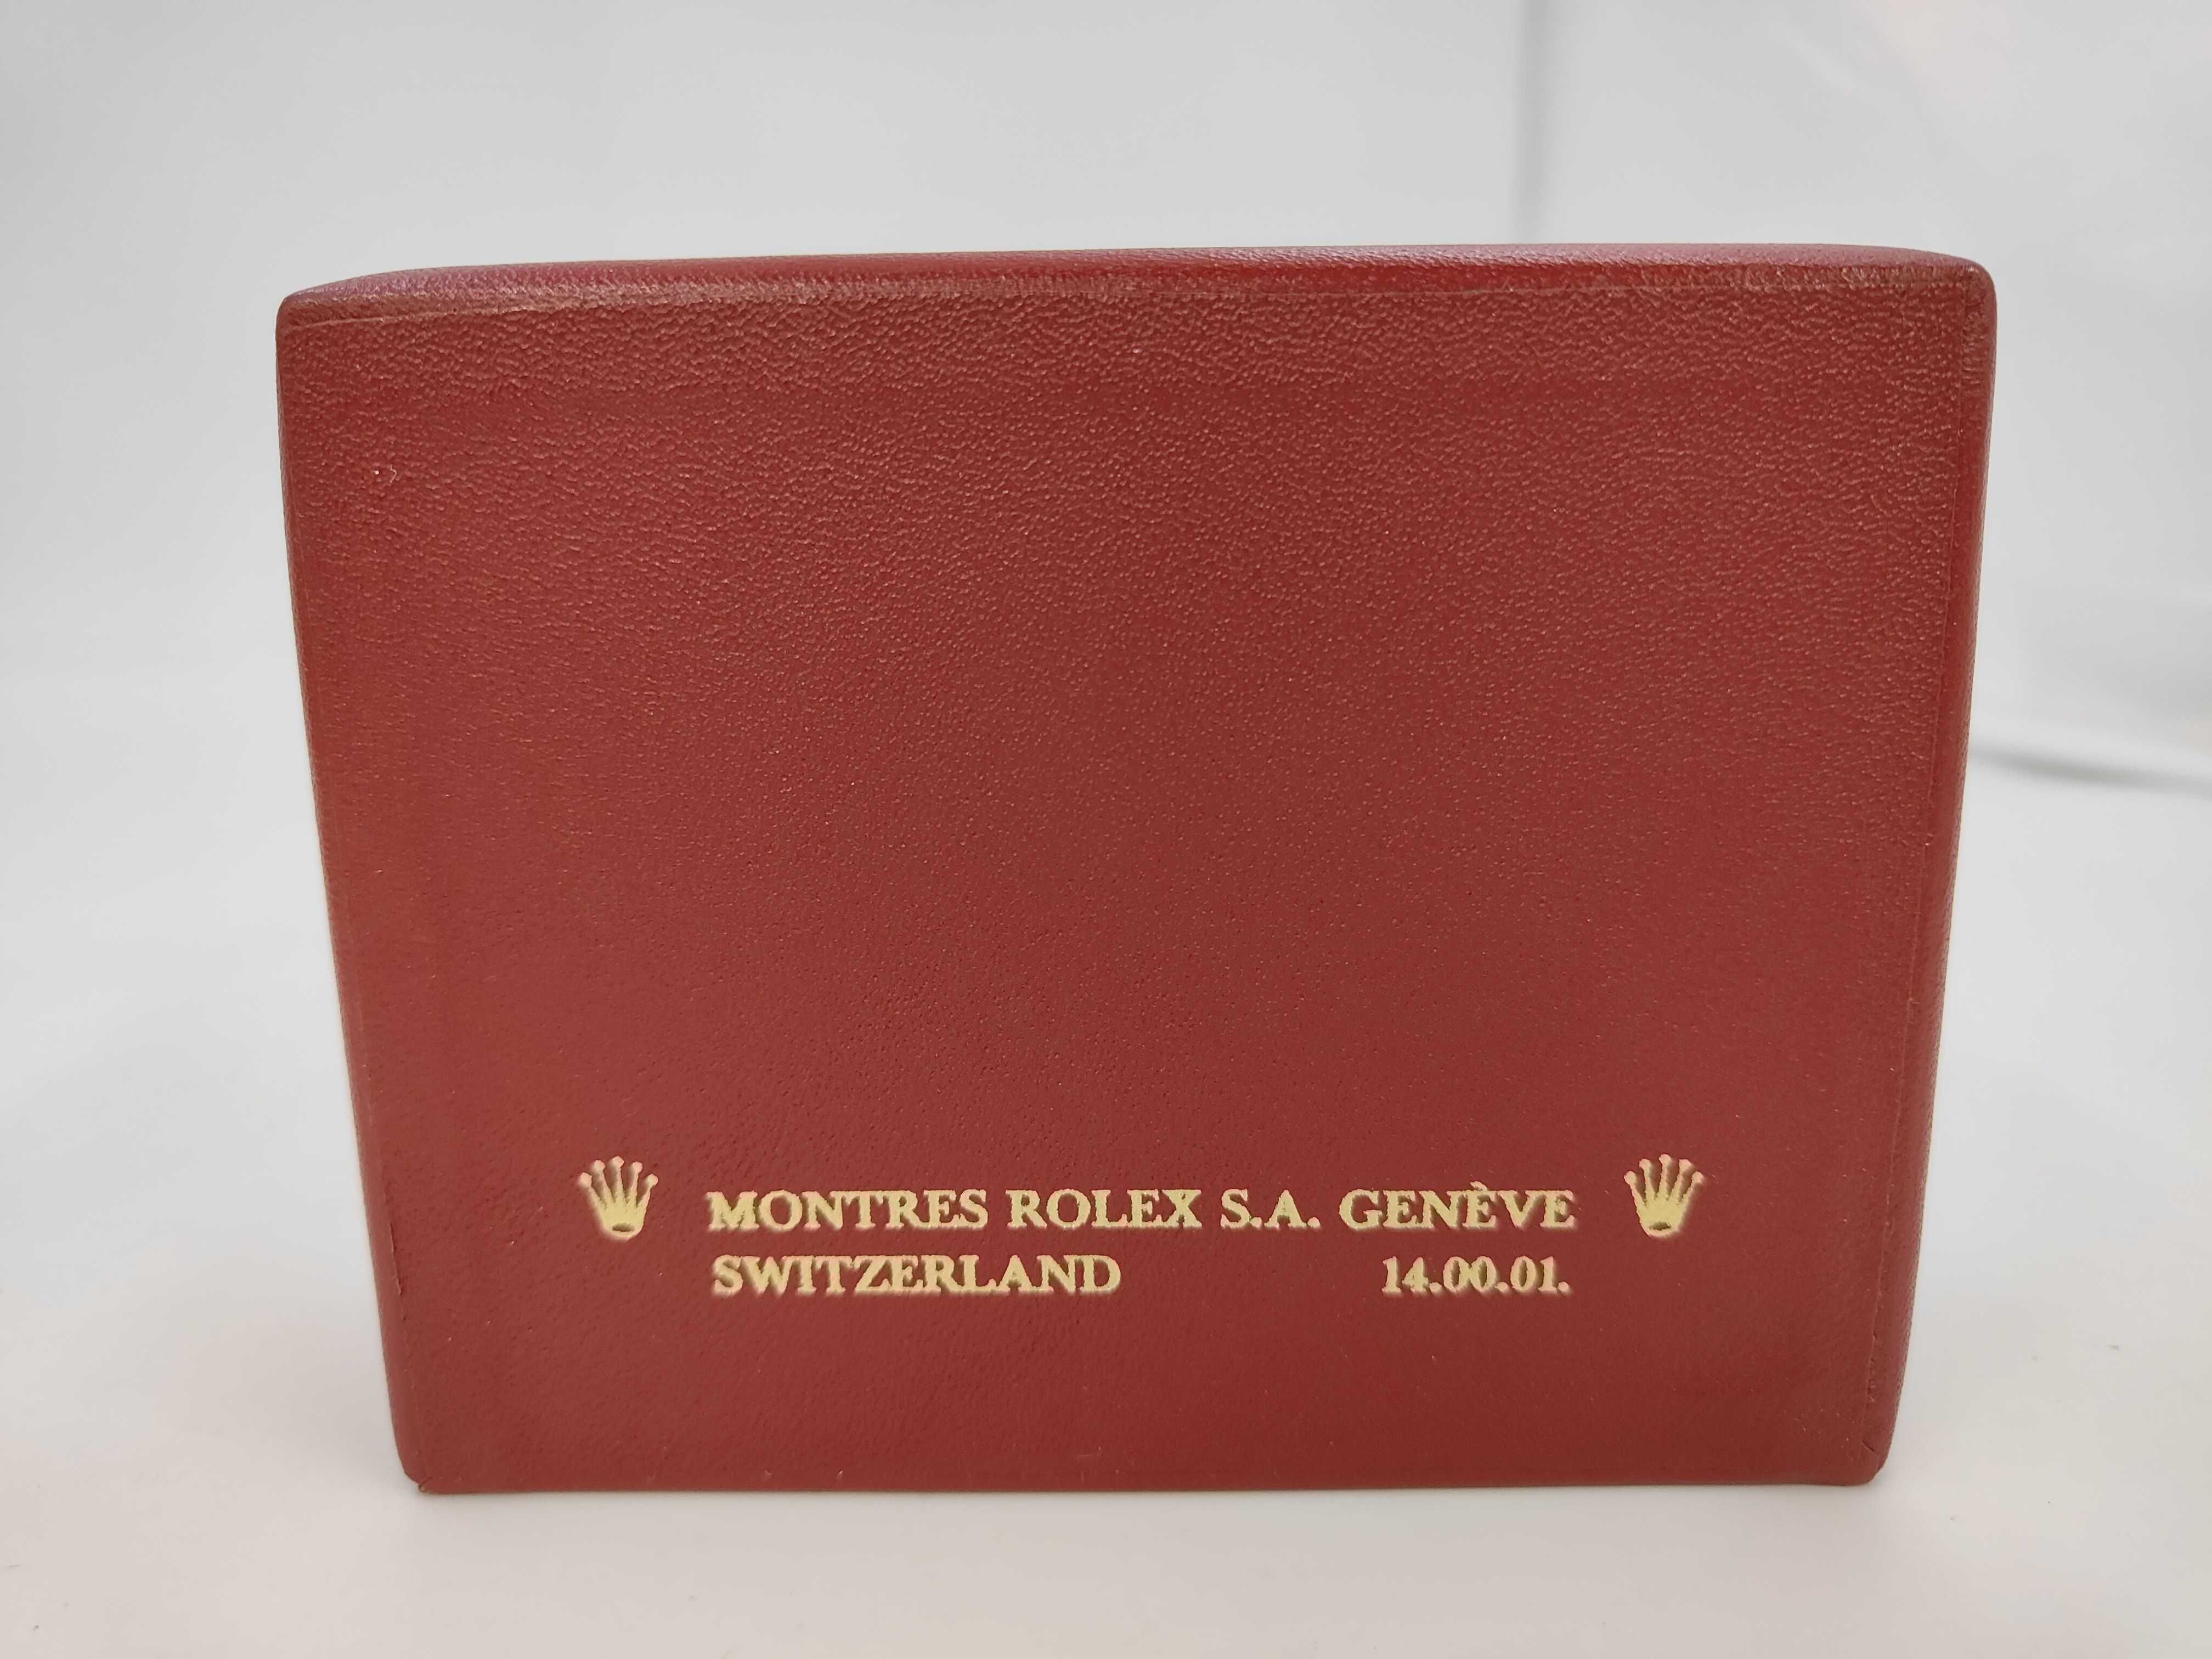 MONTRES ROLEX S.A. GENÈVE
SWITZERLAND 14.00.01.